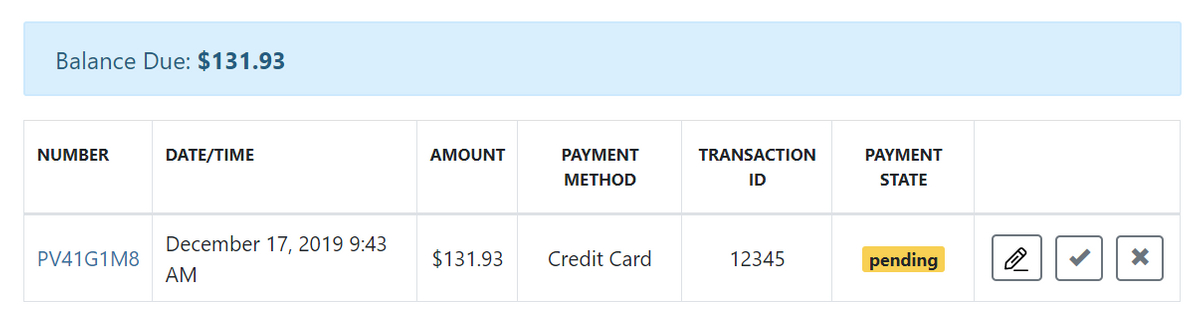 Balance Due: $131.93
NUMBER DATE/TIME AMOUNT PAYMENT METHOD TRANSACTION ID PAYMENT STATE
PV41G1M8 December 17, 2019 9:43 AM $131.93 Credit Card 12345 pending